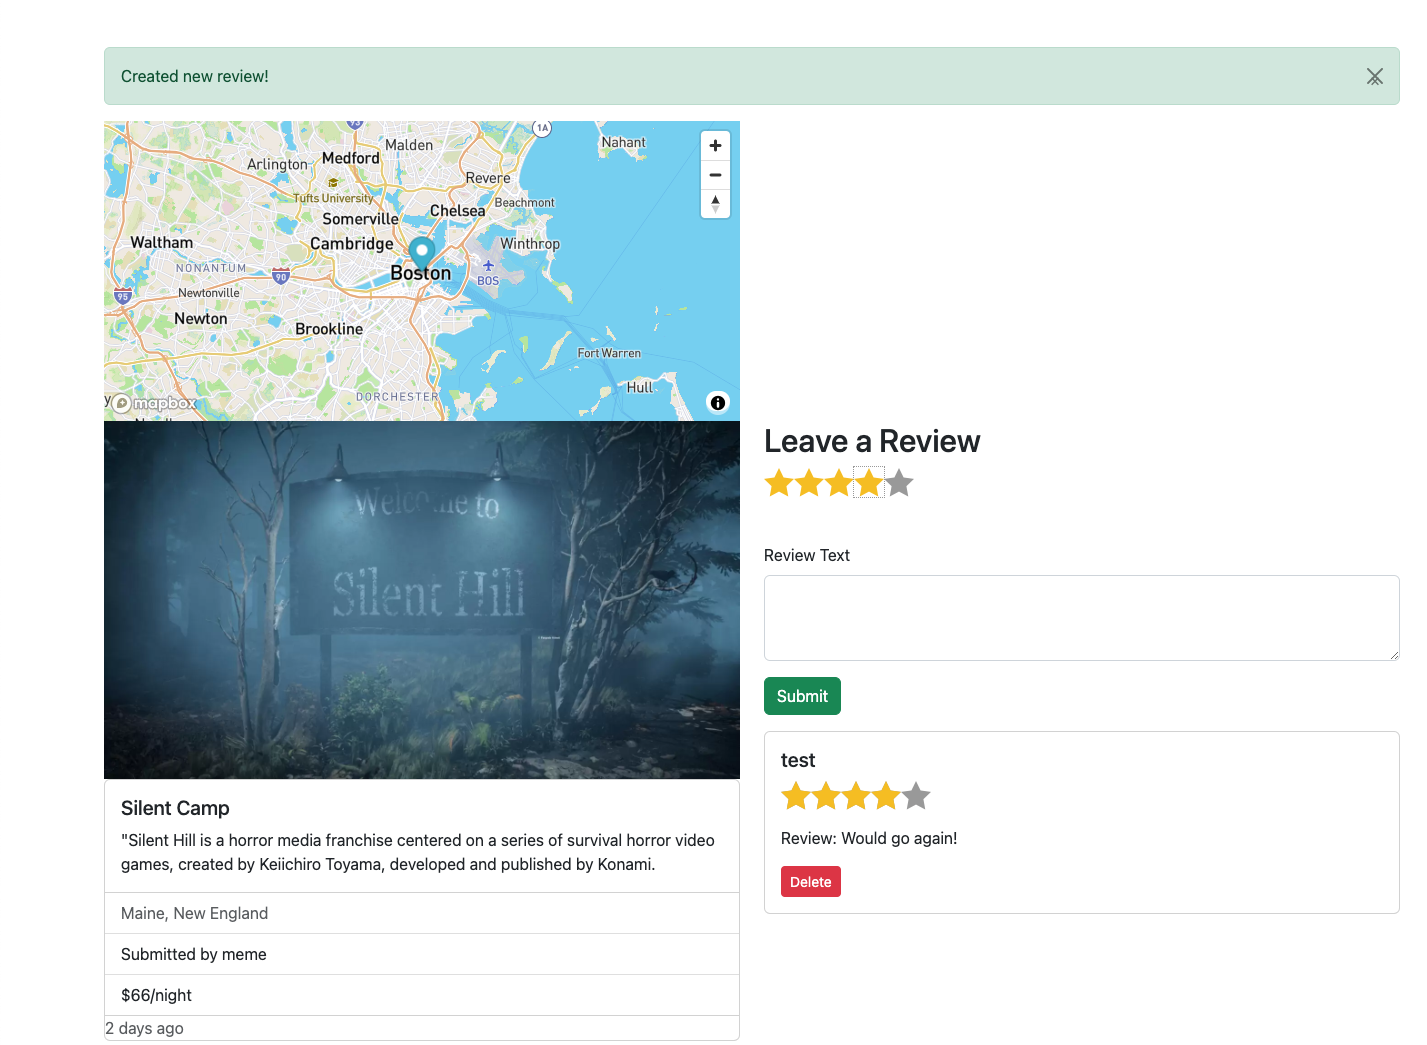 Created new review!
1A
Nahant
Malden
Medford
Arlington
Revere
Tufts University
Beachmont
Chelsea
Somerville
Waltham
Cambridge
Winthrop
Boston
NONANTUM
90
BOS
95
Newtonville
Newton
Brookline
Fort Warren
Hull
DORCHESTER
mapbox
Leave a Review
Welcome to
Silent Hill
Review Text
Submit
test
Review: Would go again!
Delete
Silent Camp
"Silent Hill is a horror media franchise centered on a series of survival horror video
games, created by Keiichiro Toyama, developed and published by Konami.
Maine, New England
Submitted by meme
$66/night
2 days ago